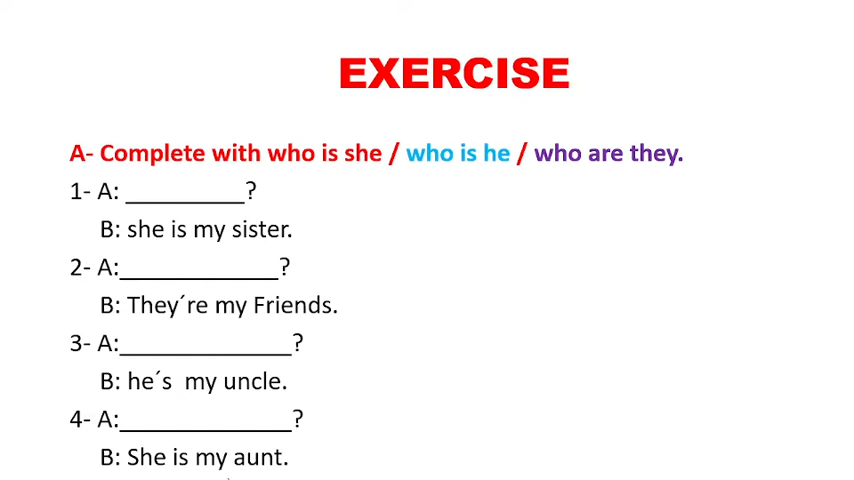 EXERCISE
A- Complete with who is she / who is he / who are they.
1- A: _________?
B: she is my sister.
2- A:____________?
B: They´re my Friends.
3- A:_____________?
B: he´s  my uncle.
4- A:_____________?
B: She is my aunt.